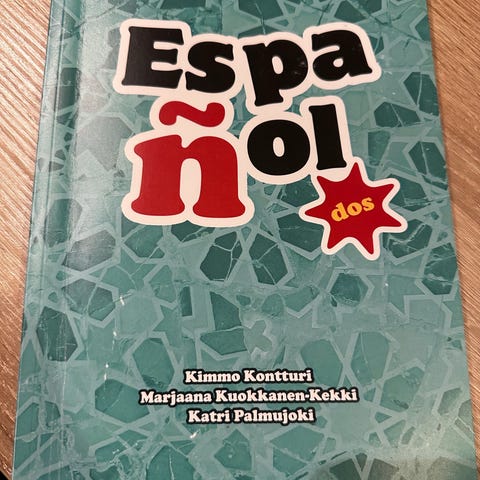 Espa
ñol
dos
Kimmo Kontturi
Marjaana Kuokkanen-Kekki
Katri Palmujoki